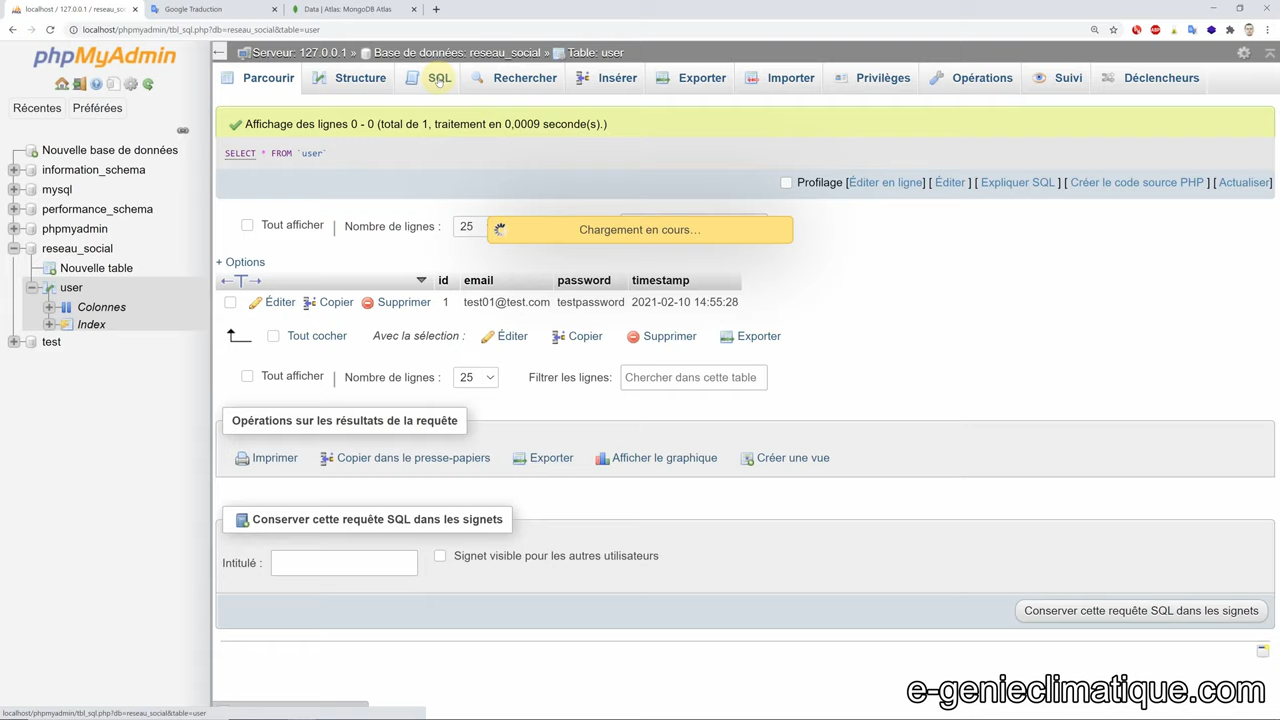 localhost / 127.0.0.1 / reseau_social
Google Traduction
Data | Atlas: MongoDB Atlas
localhost/phpmyadmin/tbl_sql.php?db=reseau_social&table=user
phpMyAdmin
Récentes
Préférées
Nouvelle base de données
information_schema
mysql
performance_schema
phpmyadmin
reseau_social
Nouvelle table
user
Colonnes
Index
test
Serveur: 127.0.0.1 » Base de données: reseau_social » Table: user
Parcourir
Structure
SQL
Rechercher
Insérer
Exporter
Importer
Privilèges
Opérations
Suivi
Déclencheurs
Affichage des lignes 0 - 0 (total de 1, traitement en 0,0009 seconde(s).)
SELECT * FROM `user`
Profilage [Éditer en ligne] [ Éditer ] [ Expliquer SQL ] [ Créer le code source PHP ] [ Actualiser]
Tout afficher
Nombre de lignes :
25
Chargement en cours…
+ Options
id email password timestamp
Éditer Copier Supprimer 1 test01@test.com testpassword 2021-02-10 14:55:28
Tout cocher Avec la sélection : Éditer Copier Supprimer Exporter
Tout afficher
Nombre de lignes :
25
Filtrer les lignes:
Chercher dans cette table
Opérations sur les résultats de la requête
Imprimer Copier dans le presse-papiers Exporter Afficher le graphique Créer une vue
Conserver cette requête SQL dans les signets
Intitulé :
Signet visible pour les autres utilisateurs
Conserver cette requête SQL dans les signets
e-genieclimatique.com
localhost/phpmyadmin/tbl_sql.php?db=reseau_social&table=user